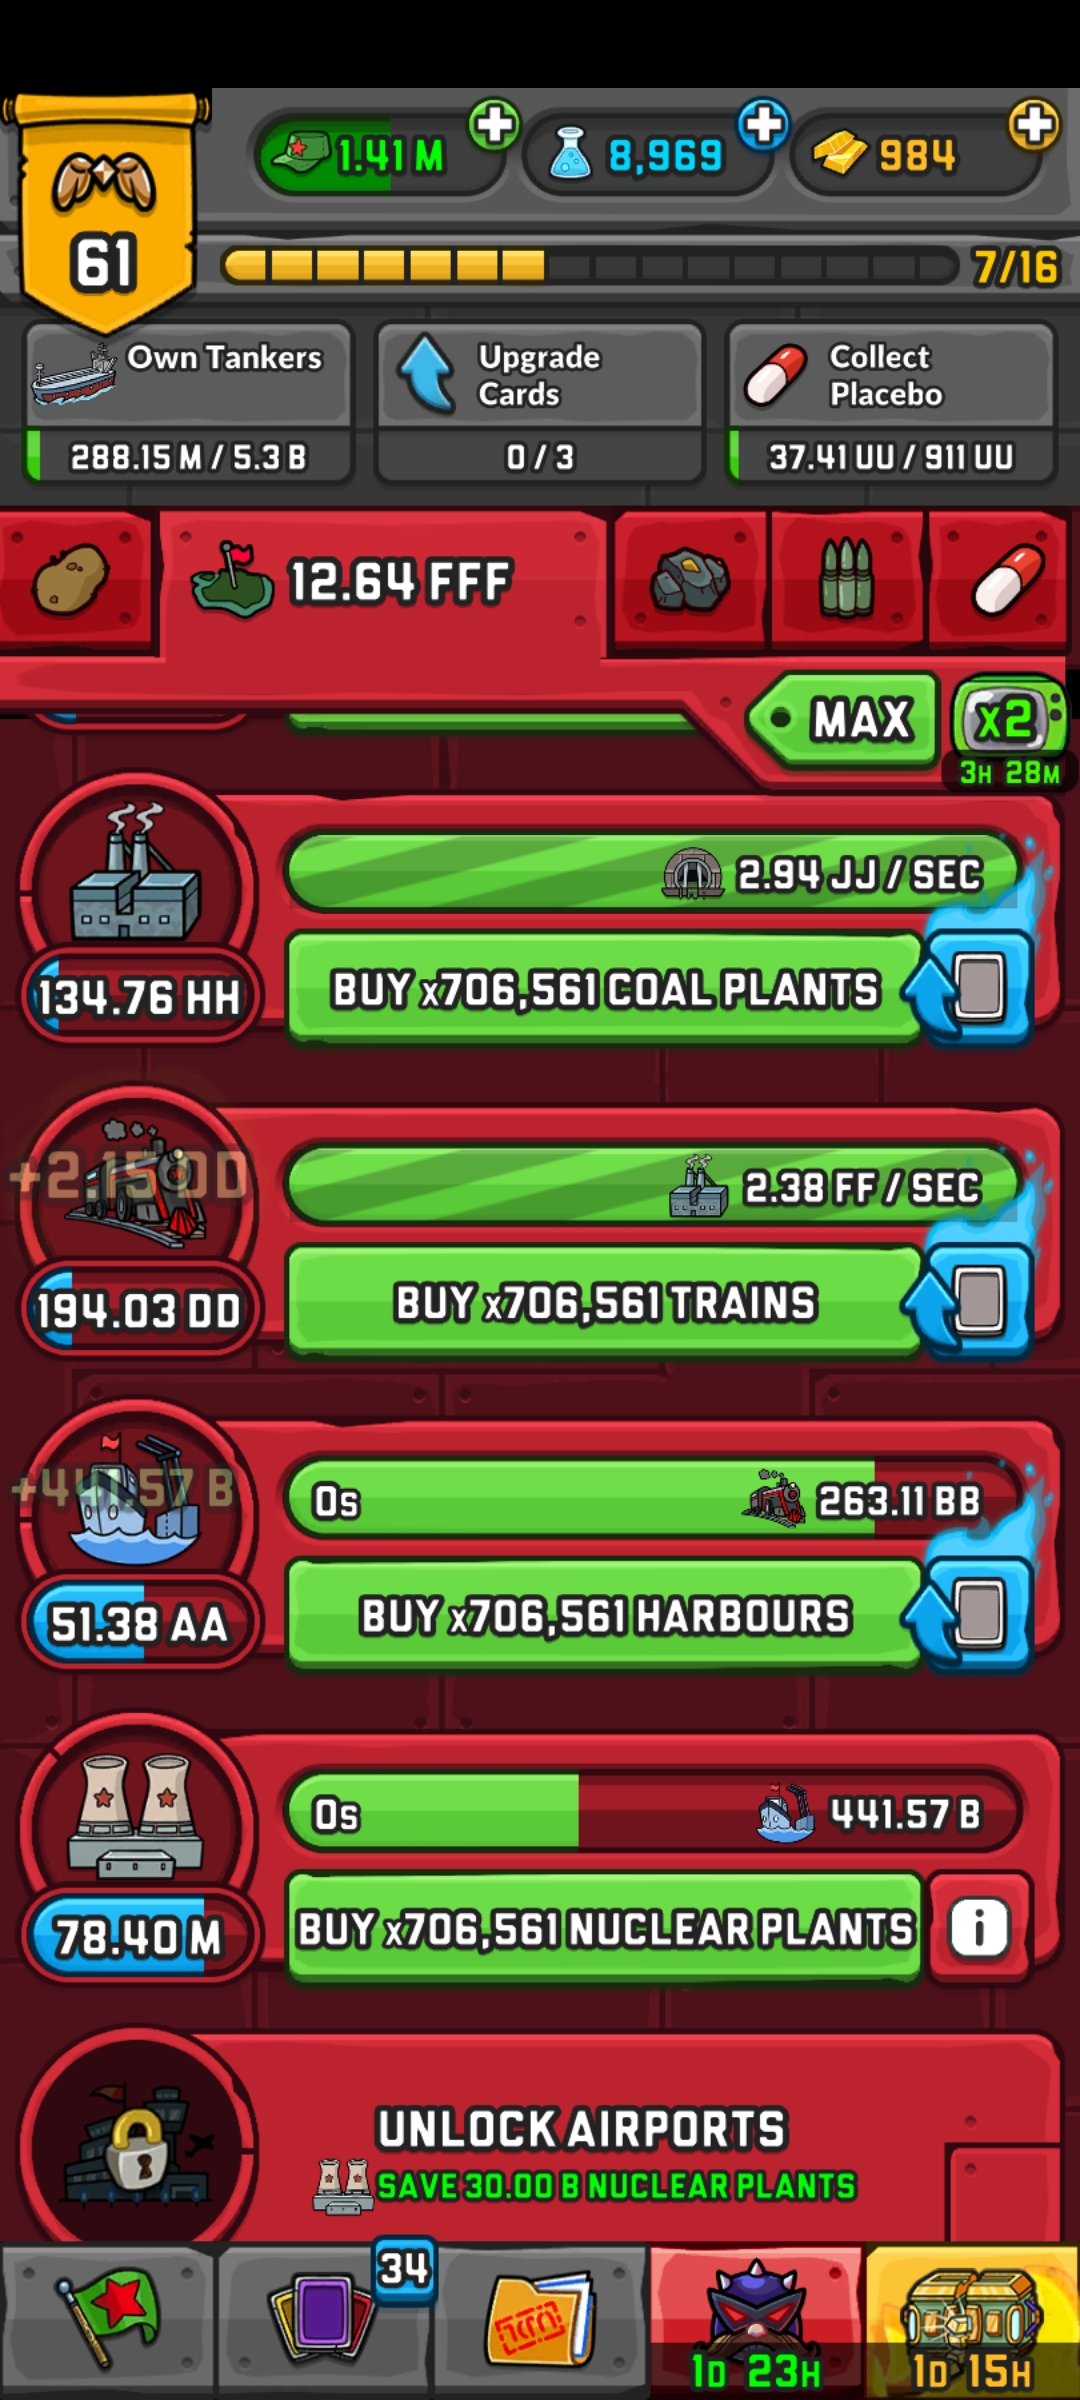 61
1.41 M
8,969
984
7/16
Own Tankers
288.15 M / 5.3 B
Upgrade
Cards
0 / 3
Collect
Placebo
37.41 UU / 911 UU
12.64 FFF
MAX
x2
3H 28M
2.94 JJ / SEC
134.76 HH
BUY x706,561 COAL PLANTS
+2.15 DD
2.38 FF / SEC
194.03 DD
BUY x706,561 TRAINS
+441.57 B
0s
263.11 BB
51.38 AA
BUY x706,561 HARBOURS
0s
441.57 B
78.40 M
BUY x706,561 NUCLEAR PLANTS
i
UNLOCK AIRPORTS
SAVE 30.00 B NUCLEAR PLANTS
34
1D 23H
1D 15H